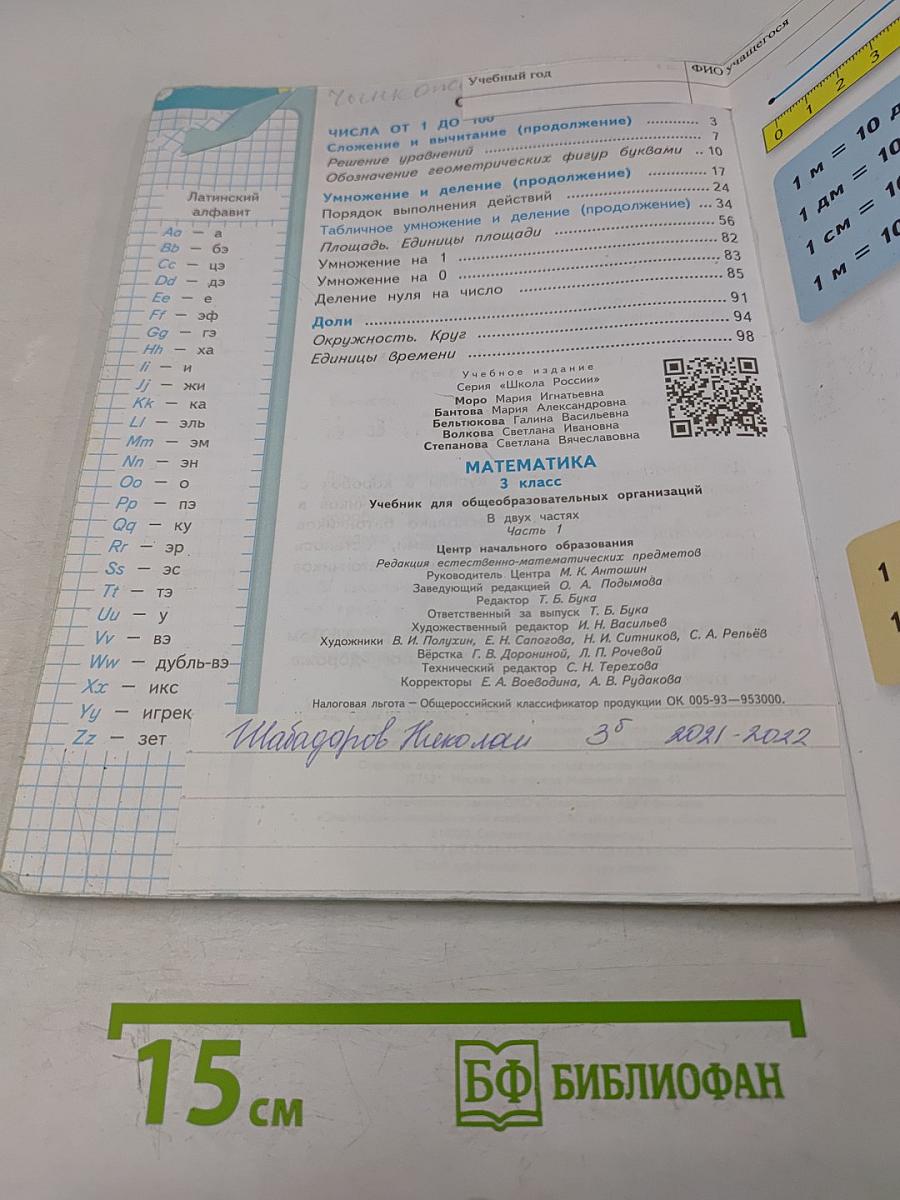 Учебный год
ФИО учащегося
ЧИСЛА ОТ 1 ДО 100
Сложение и вычитание (продолжение) 3
Решение уравнений 7
Обозначение геометрических фигур буквами 10
Умножение и деление (продолжение) 17
Порядок выполнения действий 24
Табличное умножение и деление (продолжение) 34
Площадь. Единицы площади 56
Умножение на 1 82
Умножение на 0 83
Деление нуля на число 85
Доли 91
Окружность. Круг 94
Единицы времени 98
Латинский
алфавит
Aa — а
Bb — бэ
Cc — цэ
Dd — дэ
Ee — е
Ff — эф
Gg — гэ
Hh — ха
Ii — и
Jj — жи
Kk — ка
Ll — эль
Mm — эм
Nn — эн
Oo — о
Pp — пэ
Qq — ку
Rr — эр
Ss — эс
Tt — тэ
Uu — у
Vv — вэ
Ww — дубль-вэ
Xx — икс
Yy — игрек
Zz — зет
Учебное издание
Серия «Школа России»
Моро Мария Игнатьевна
Бантова Мария Александровна
Бельтюкова Галина Васильевна
Волкова Светлана Ивановна
Степанова Светлана Вячеславовна
МАТЕМАТИКА
3 класс
Учебник для общеобразовательных организаций
В двух частях
Часть 1
Центр начального образования
Редакция естественно-математических предметов
Руководитель Центра М. К. Антошин
Заведующий редакцией О. А. Подымова
Редактор Т. Б. Бука
Ответственный за выпуск Т. Б. Бука
Художественный редактор И. Н. Васильев
Художники В. И. Полухин, Е. Н. Сапогова, Н. И. Ситников, С. А. Репьёв
Вёрстка Г. В. Дорониной, Л. П. Рочевой
Технический редактор С. Н. Терехова
Корректоры Е. А. Воеводина, А. В. Рудакова
Налоговая льгота — Общероссийский классификатор продукции ОК 005-93—953000.
Шабадоров Николай 3б 2021-2022
0 1 2 3
1 м = 10 д
1 дм = 10
1 см = 10
1 м = 10
1
1
15 см
БФ БИБЛИОФАН